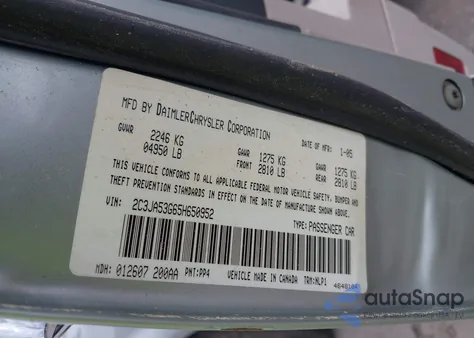 MFD BY DAIMLERCHRYSLER CORPORATION
DATE OF MFR: 1-05
GVWR 2246 KG 04950 LB
GAWR FRONT 1275 KG 2810 LB
GAWR REAR 1275 KG 2810 LB
THIS VEHICLE CONFORMS TO ALL APPLICABLE FEDERAL MOTOR VEHICLE SAFETY, BUMPER AND
THEFT PREVENTION STANDARDS IN EFFECT ON THE DATE OF MANUFACTURE SHOWN ABOVE.
VIN: 2C3JA53G65H650952
TYPE: PASSENGER CAR
MDH: 012607 200AA PNT: PP4 VEHICLE MADE IN CANADA TRM: NLP1
autoSnap